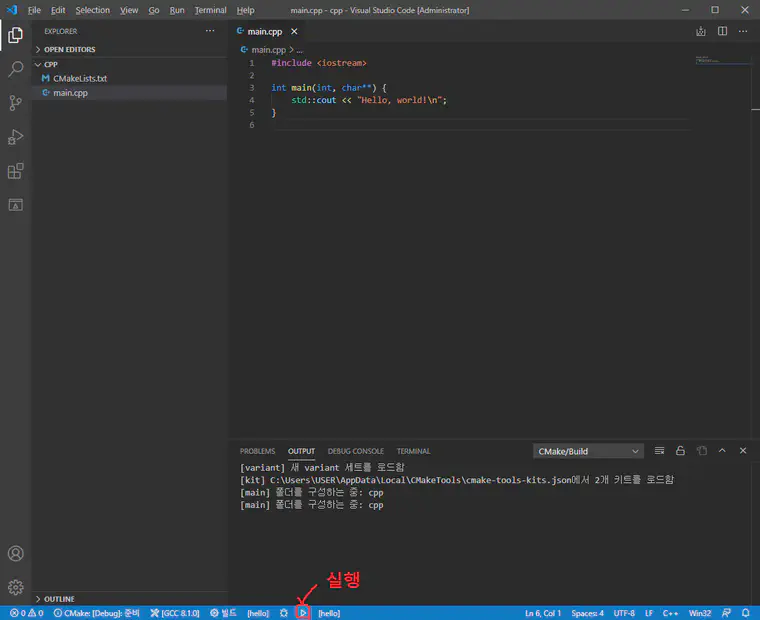 File Edit Selection View Go Run Terminal Help main.cpp - cpp - Visual Studio Code [Administrator]
EXPLORER
OPEN EDITORS
CPP
CMakeLists.txt
main.cpp
OUTLINE
main.cpp
main.cpp > ...
1 #include <iostream>
2
3 int main(int, char**) {
4 std::cout << "Hello, world!\n";
5 }
6
PROBLEMS OUTPUT DEBUG CONSOLE TERMINAL CMake/Build
[variant] 새 variant 세트를 로드함
[kit] C:\Users\USER\AppData\Local\CMakeTools\cmake-tools-kits.json에서 2개 키트를 로드함
[main] 폴더를 구성하는 중: cpp
[main] 폴더를 구성하는 중: cpp
실행
0 0 CMake: [Debug]: 준비 [GCC 8.1.0] 빌드 [hello] [hello] Ln 6, Col 1 Spaces: 4 UTF-8 LF C++ Win32